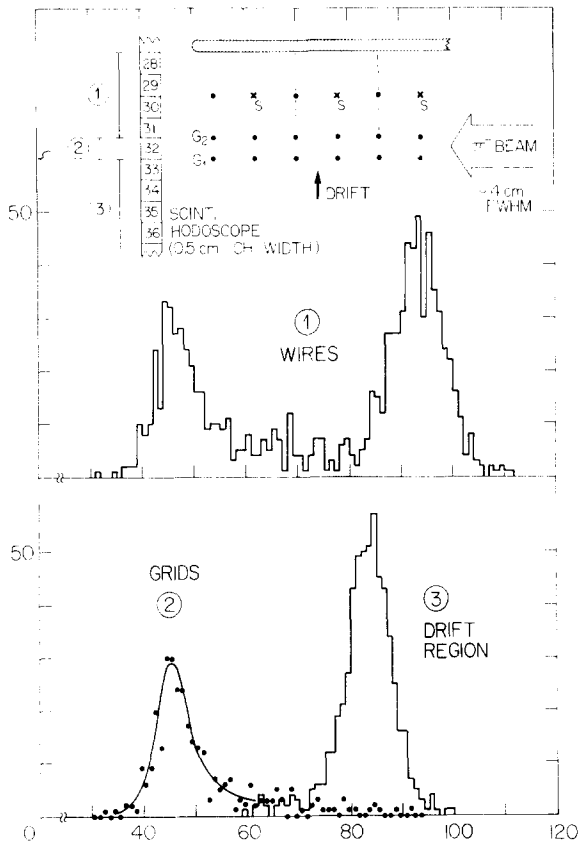 28
29
30
31
32
33
34
35
36
①
②
③
S S S
G₂
G₁
π⁻ BEAM
DRIFT
4 cm
FWHM
SCINT.
HODOSCOPE
(0.5 cm CH. WIDTH)
50
①
WIRES
50
GRIDS
②
③
DRIFT
REGION
0 40 60 80 100 120